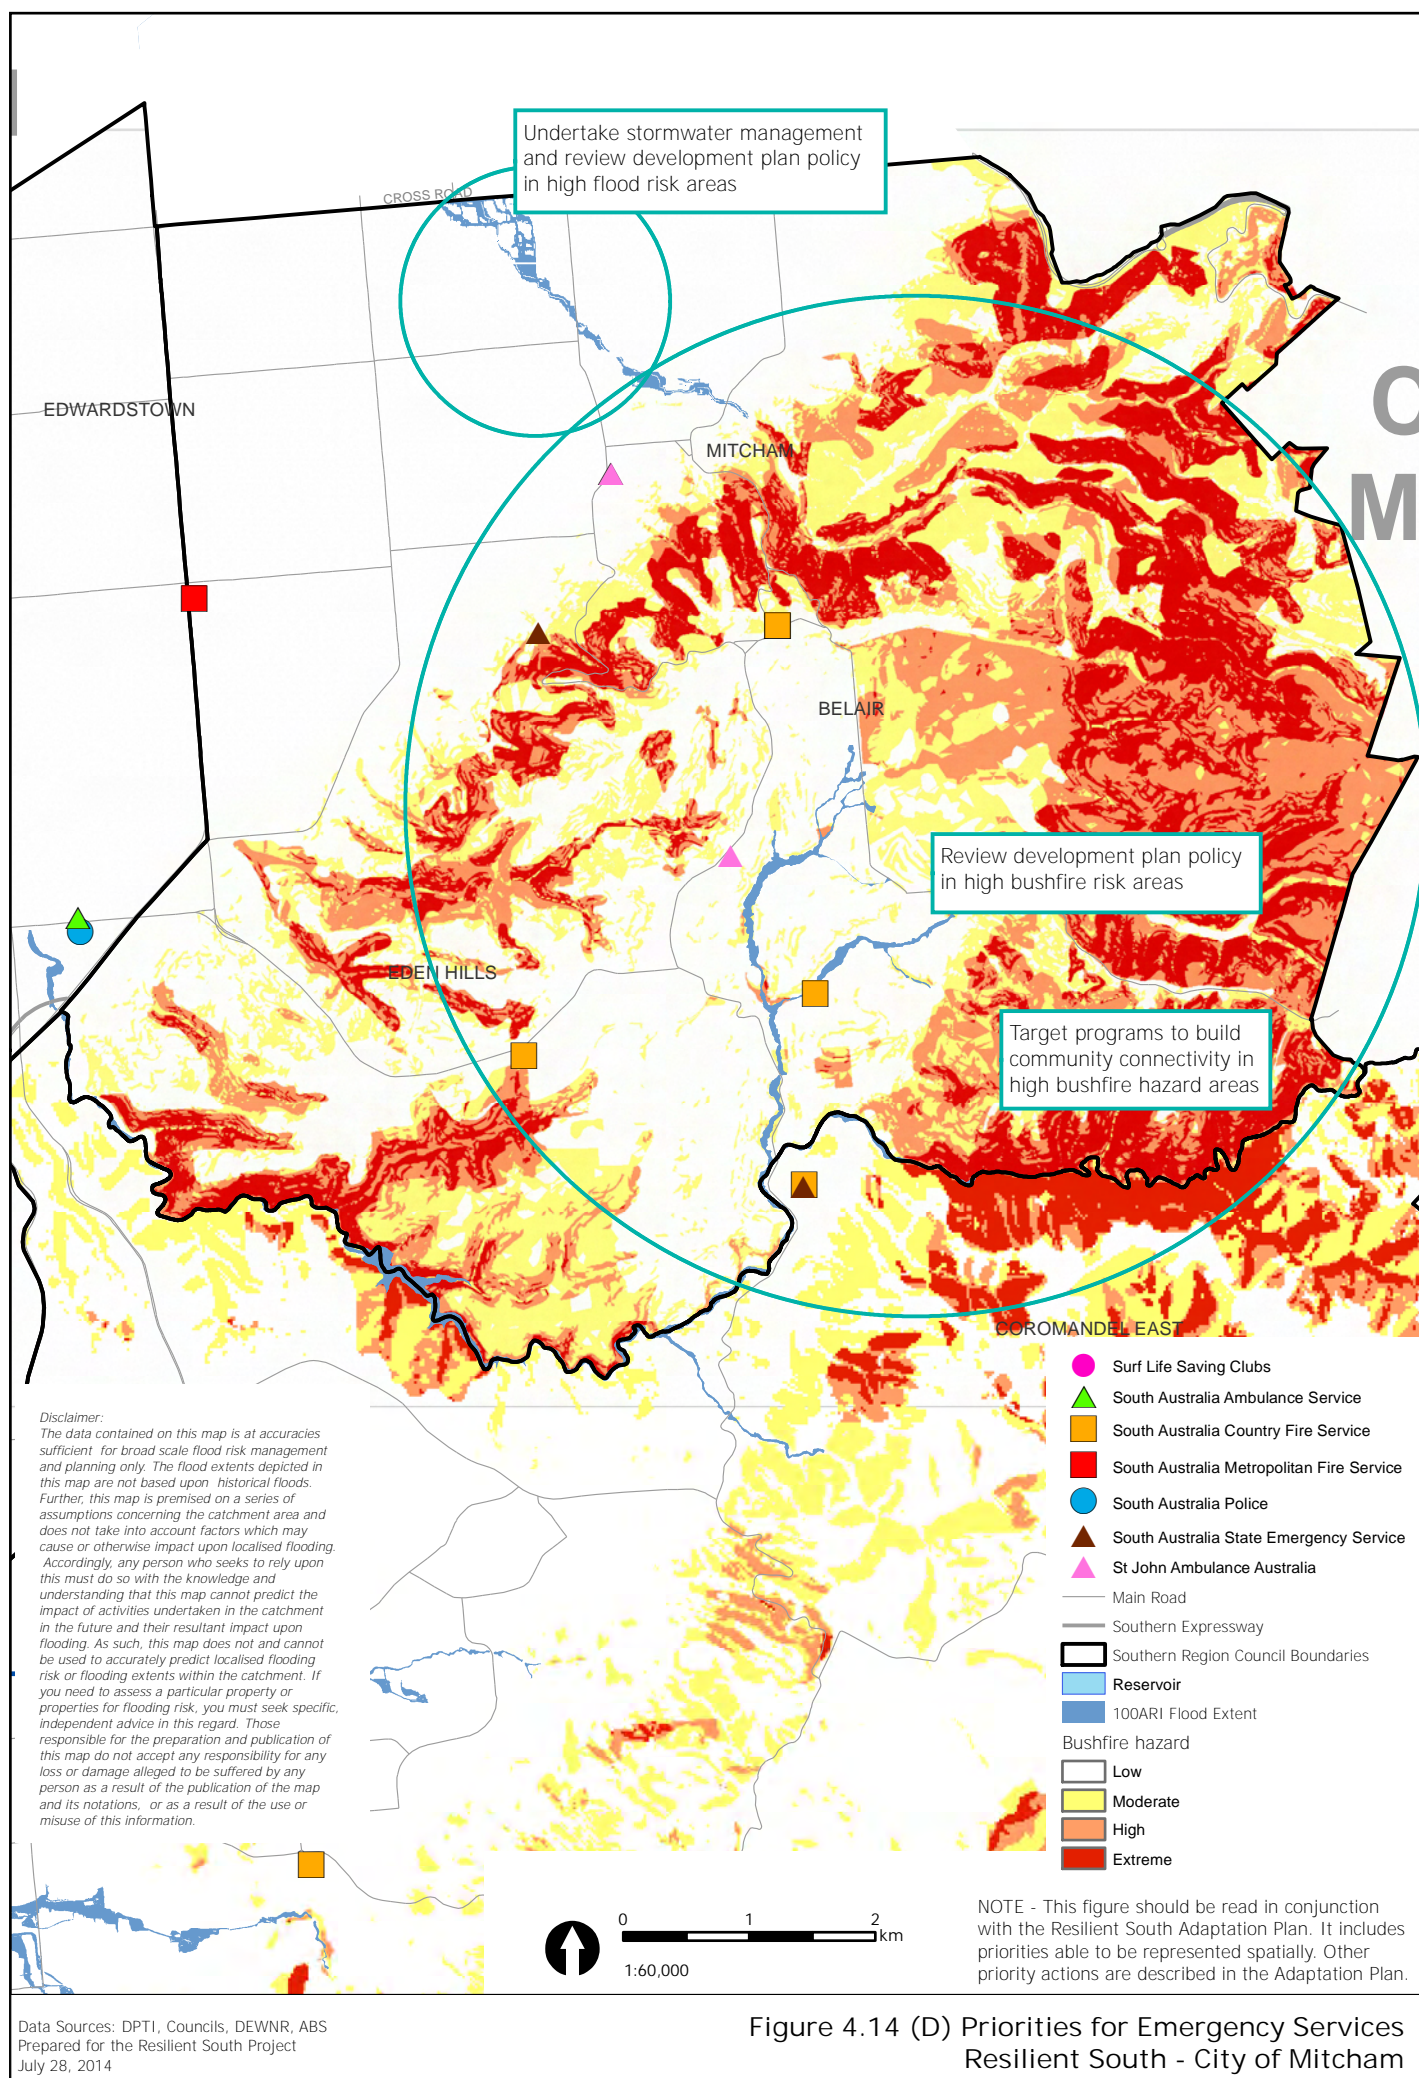 Undertake stormwater management
and review development plan policy
in high flood risk areas
CROSS ROAD
EDWARDSTOWN
C
MITCHAM
M
BELAIR
Review development plan policy
in high bushfire risk areas
EDEN HILLS
Target programs to build
community connectivity in
high bushfire hazard areas
COROMANDEL EAST
Surf Life Saving Clubs
South Australia Ambulance Service
South Australia Country Fire Service
South Australia Metropolitan Fire Service
South Australia Police
South Australia State Emergency Service
St John Ambulance Australia
Main Road
Southern Expressway
Southern Region Council Boundaries
Reservoir
100ARI Flood Extent
Bushfire hazard
Low
Moderate
High
Extreme
Disclaimer:
The data contained on this map is at accuracies
sufficient for broad scale flood risk management
and planning only. The flood extents depicted in
this map are not based upon historical floods.
Further, this map is premised on a series of
assumptions concerning the catchment area and
does not take into account factors which may
cause or otherwise impact upon localised flooding.
Accordingly, any person who seeks to rely upon
this must do so with the knowledge and
understanding that this map cannot predict the
impact of activities undertaken in the catchment
in the future and their resultant impact upon
flooding. As such, this map does not and cannot
be used to accurately predict localised flooding
risk or flooding extents within the catchment. If
you need to assess a particular property or
properties for flooding risk, you must seek specific,
independent advice in this regard. Those
responsible for the preparation and publication of
this map do not accept any responsibility for any
loss or damage alleged to be suffered by any
person as a result of the publication of the map
and its notations, or as a result of the use or
misuse of this information.
0 1 2
km
1:60,000
NOTE - This figure should be read in conjunction
with the Resilient South Adaptation Plan. It includes
priorities able to be represented spatially. Other
priority actions are described in the Adaptation Plan.
Data Sources: DPTI, Councils, DEWNR, ABS
Prepared for the Resilient South Project
July 28, 2014
Figure 4.14 (D) Priorities for Emergency Services
Resilient South - City of Mitcham